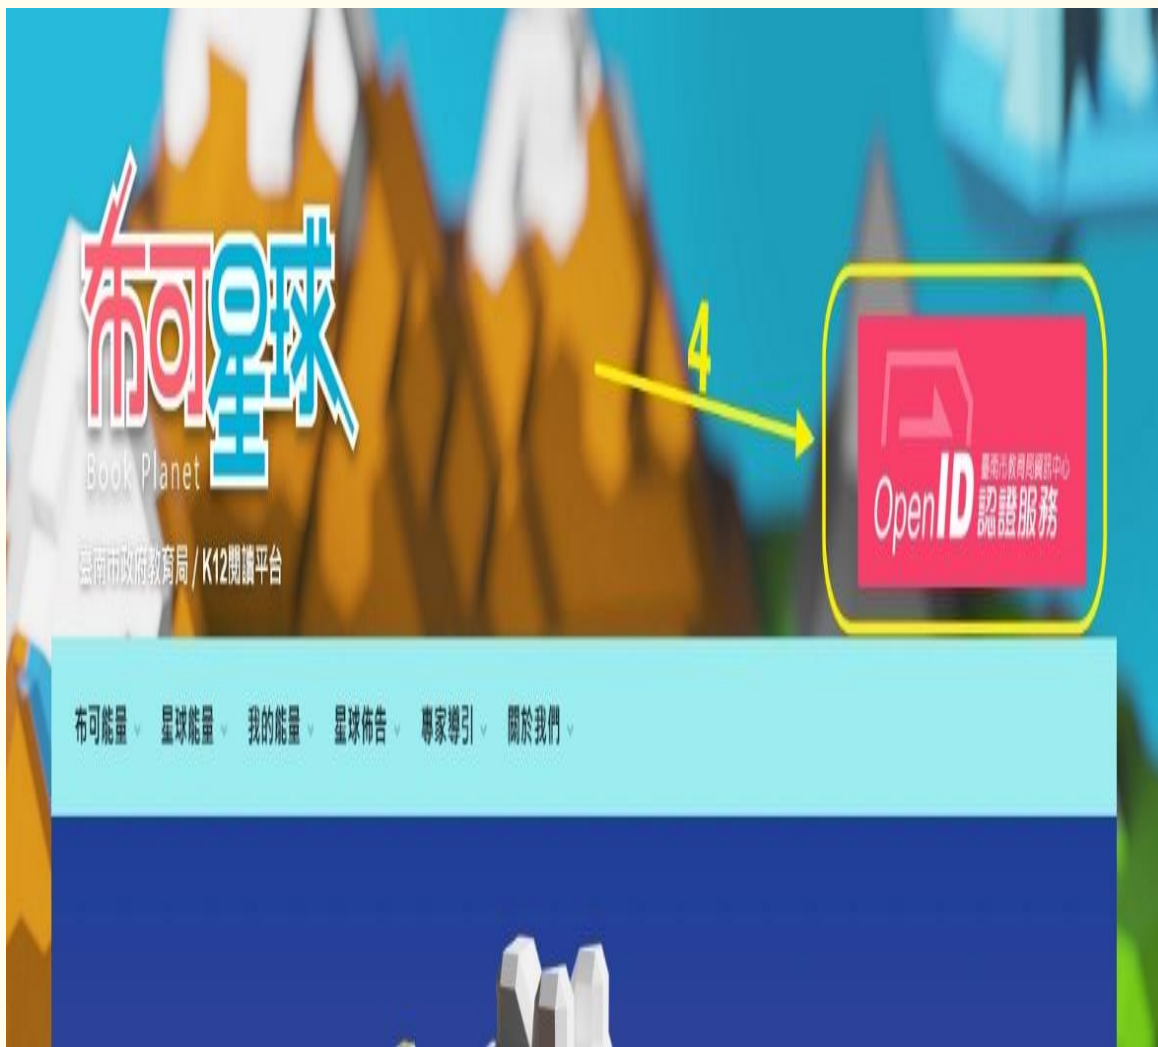 布可星球
Book Planet
臺南市政府教育局 / K12閱讀平台
4
臺南市教育局資訊中心
OpenID 認證服務
布可能量
星球能量
我的能量
星球佈告
專家導引
關於我們